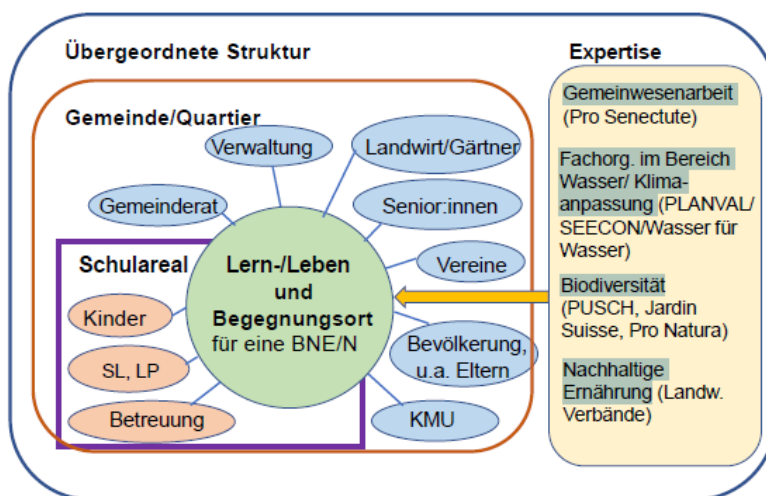 Übergeordnete Struktur
Gemeinde/Quartier
Verwaltung
Landwirt/Gärtner
Gemeinderat
Senior:innen
Schulareal
Vereine
Lern-/Leben
und
Begegnungsort
für eine BNE/N
Kinder
SL, LP
Betreuung
Bevölkerung,
u.a. Eltern
KMU
Expertise
Gemeinwesenarbeit
(Pro Senectute)
Fachorg. im Bereich
Wasser/ Klima-
anpassung (PLANVAL/
SEECON/Wasser für
Wasser)
Biodiversität
(PUSCH, Jardin
Suisse, Pro Natura)
Nachhaltige
Ernährung (Landw.
Verbände)